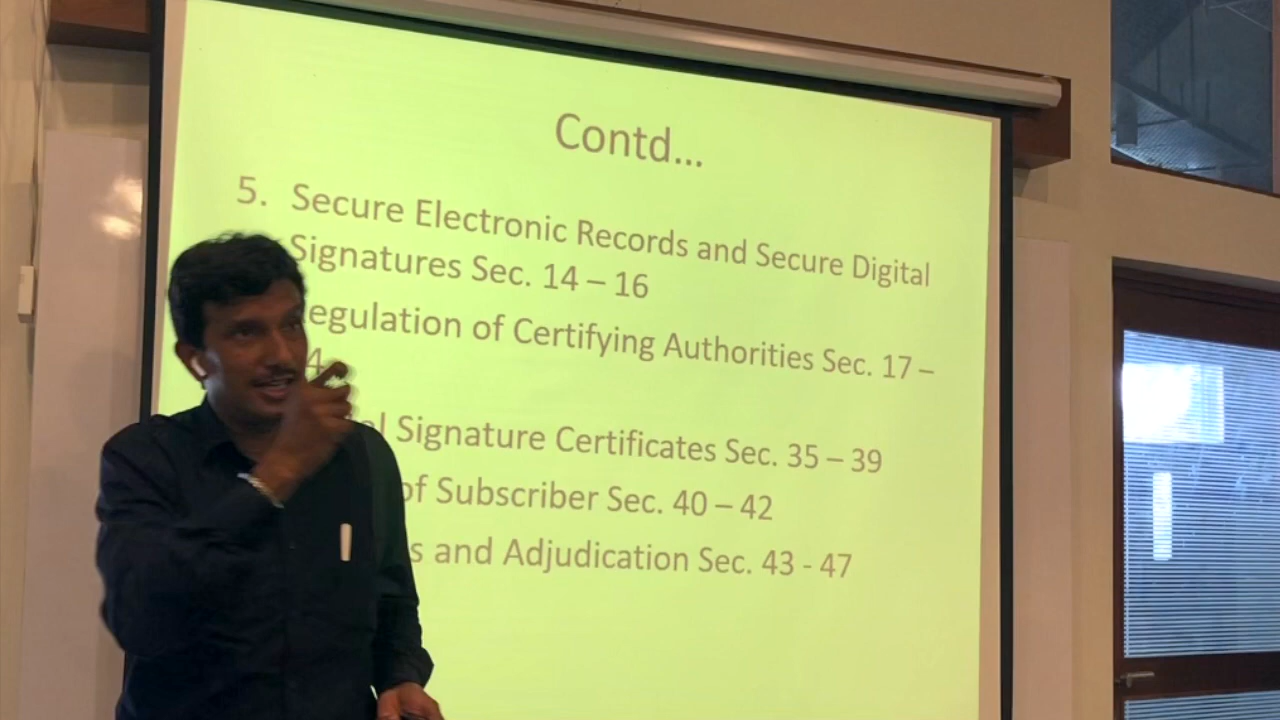 Contd...
5. Secure Electronic Records and Secure Digital
Signatures Sec. 14 – 16
egulation of Certifying Authorities Sec. 17 –
4
Signature Certificates Sec. 35 – 39
of Subscriber Sec. 40 – 42
s and Adjudication Sec. 43 - 47